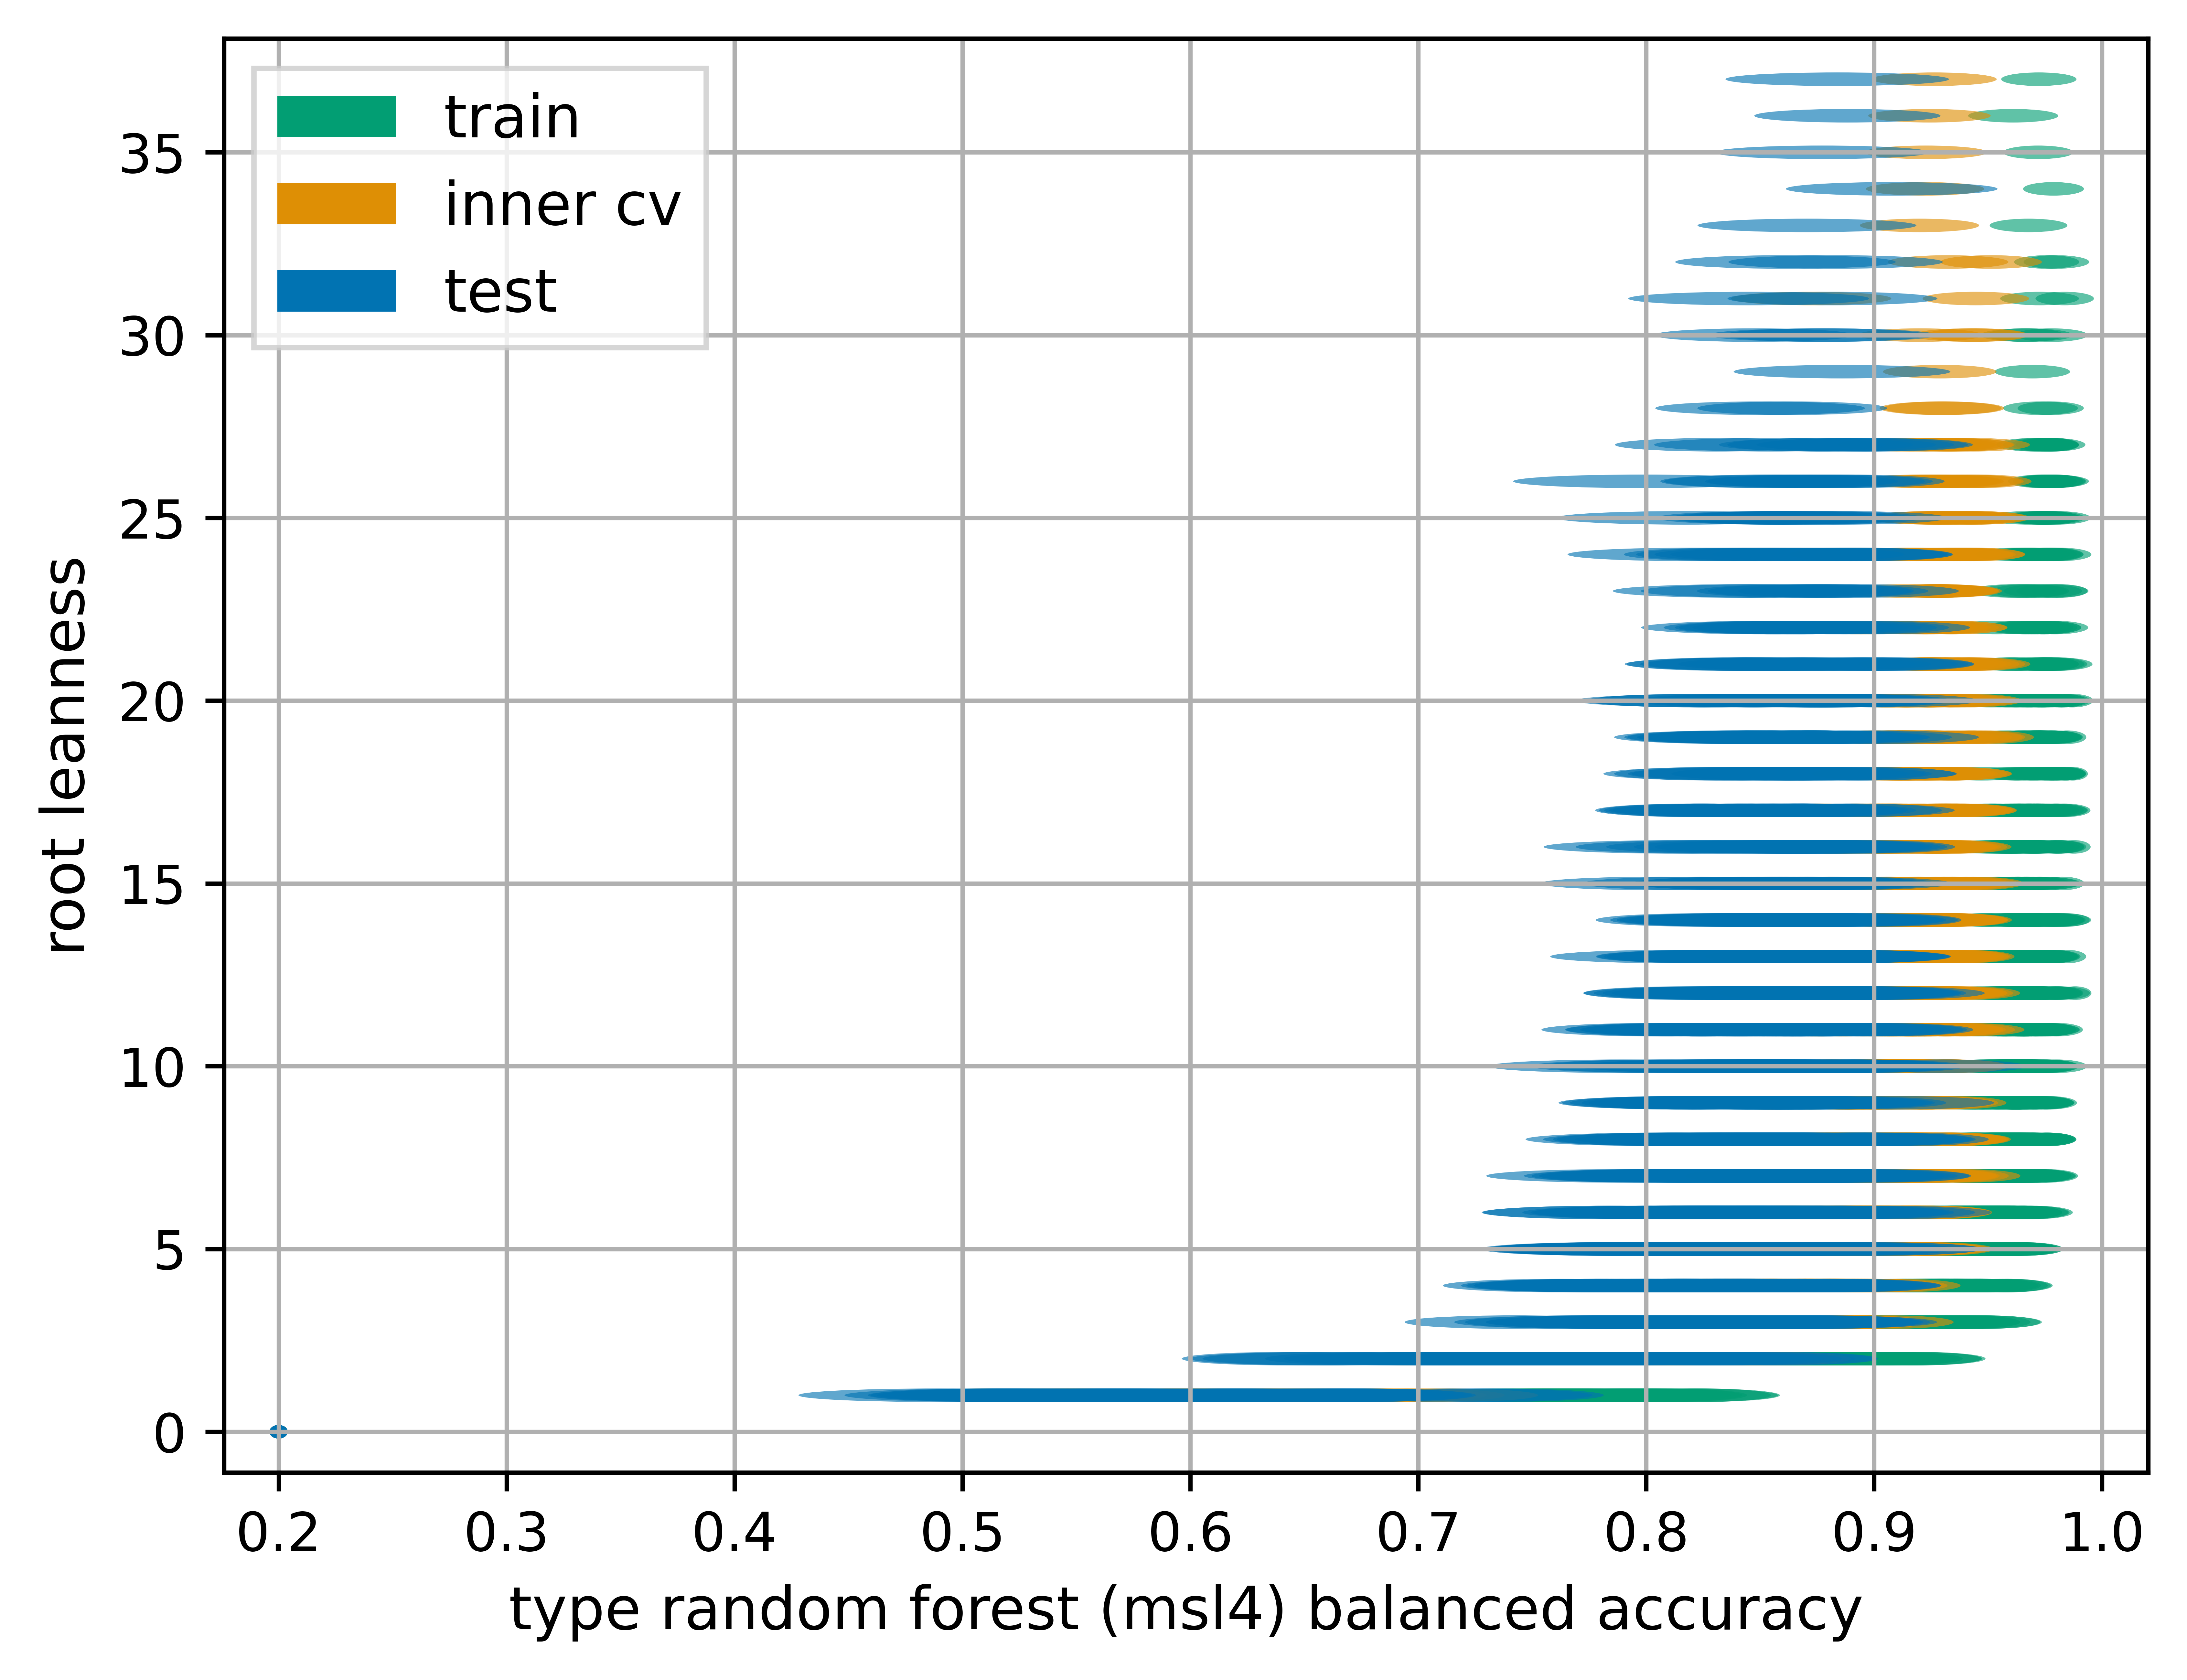 train
inner cv
test
35
30
25
20
15
10
5
0
root leanness
0.2 0.3 0.4 0.5 0.6 0.7 0.8 0.9 1.0
type random forest (msl4) balanced accuracy